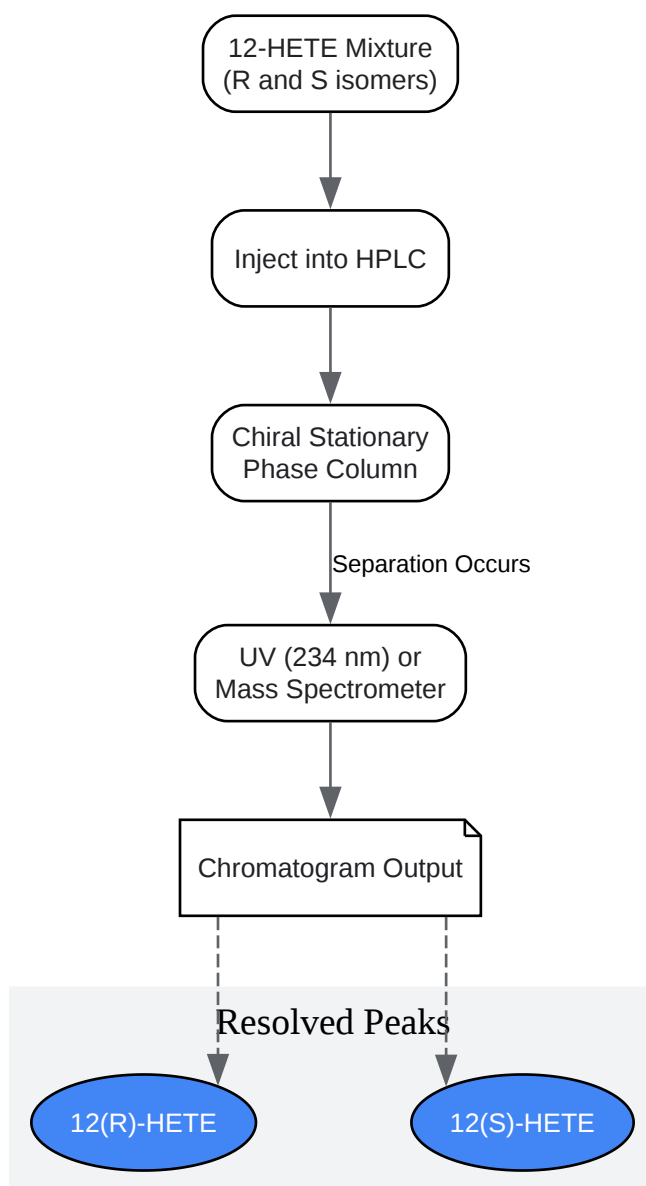 12-HETE Mixture
(R and S isomers)
Inject into HPLC
Chiral Stationary
Phase Column
Separation Occurs
UV (234 nm) or
Mass Spectrometer
Chromatogram Output
Resolved Peaks
12(R)-HETE
12(S)-HETE